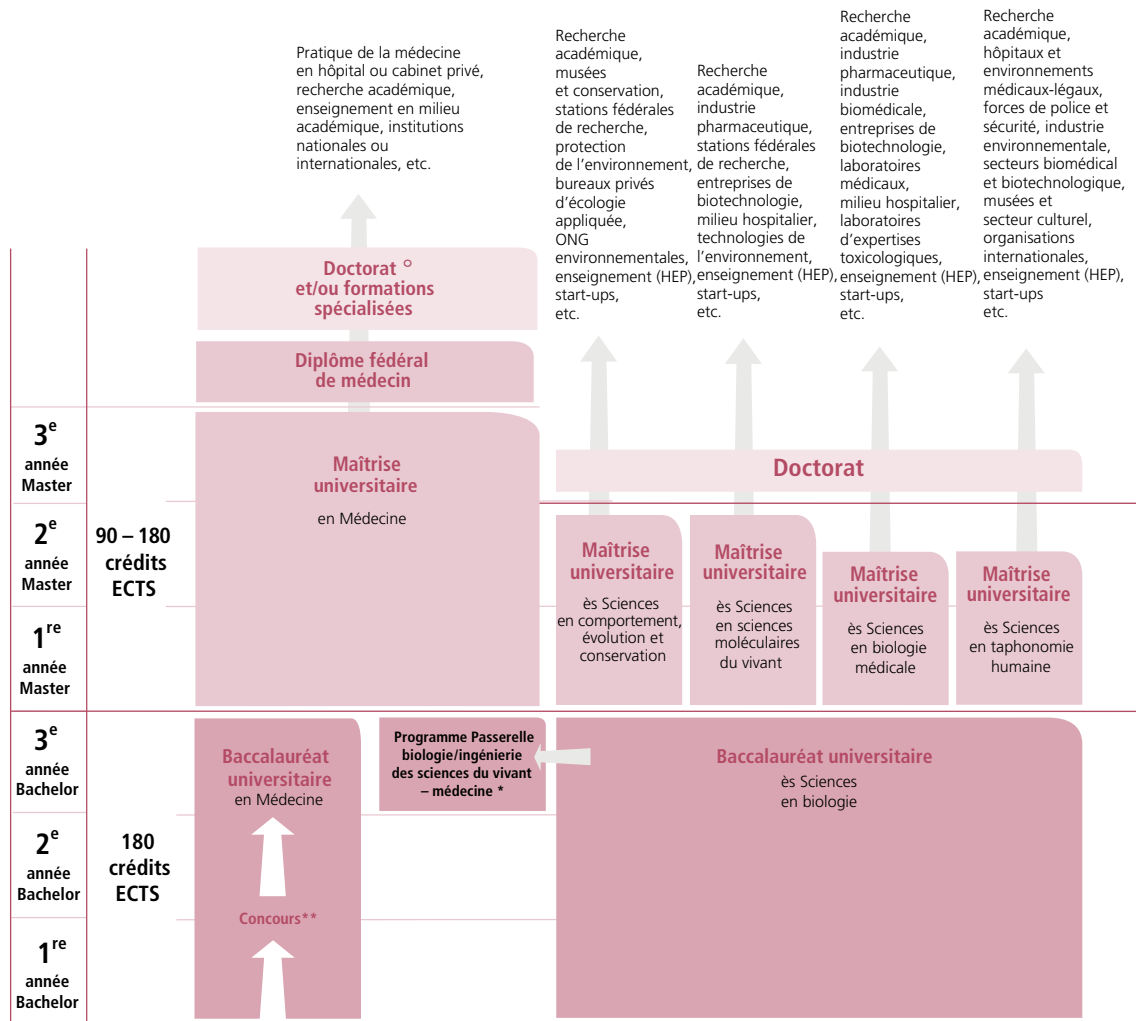 Pratique de la médecine
en hôpital ou cabinet privé,
recherche académique,
enseignement en milieu
académique, institutions
nationales ou
internationales, etc.
Recherche
académique,
musées
et conservation,
stations fédérales
de recherche,
protection
de l'environnement,
bureaux privés
d'écologie
appliquée,
ONG
environnementales,
enseignement (HEP),
start-ups,
etc.
Recherche
académique,
industrie
pharmaceutique,
stations fédérales
de recherche,
entreprises de
biotechnologie,
milieu hospitalier,
technologies de
l'environnement,
enseignement (HEP),
start-ups,
etc.
Recherche
académique,
industrie
pharmaceutique,
industrie
biomédicale,
entreprises de
biotechnologie,
laboratoires
médicaux,
milieu hospitalier,
laboratoires
d'expertises
toxicologiques,
enseignement (HEP),
start-ups,
etc.
Recherche
académique,
hôpitaux et
environnements
médicaux-légaux,
forces de police et
sécurité, industrie
environnementale,
secteurs biomédical
et biotechnologique,
musées et
secteur culturel,
organisations
internationales,
enseignement (HEP),
start-ups
etc.
Doctorat °
et/ou formations
spécialisées
Diplôme fédéral
de médecin
3e
année
Master
2e
année
Master
1re
année
Master
90 – 180
crédits
ECTS
Maîtrise
universitaire
en Médecine
Doctorat
Maîtrise
universitaire
ès Sciences
en comportement,
évolution et
conservation
Maîtrise
universitaire
ès Sciences
en sciences
moléculaires
du vivant
Maîtrise
universitaire
ès Sciences
en biologie
médicale
Maîtrise
universitaire
ès Sciences
en taphonomie
humaine
3e
année
Bachelor
2e
année
Bachelor
1re
année
Bachelor
180
crédits
ECTS
Baccalauréat
universitaire
en Médecine
Concours**
Programme Passerelle
biologie/ingénierie
des sciences du vivant
– médecine *
Baccalauréat universitaire
ès Sciences
en biologie